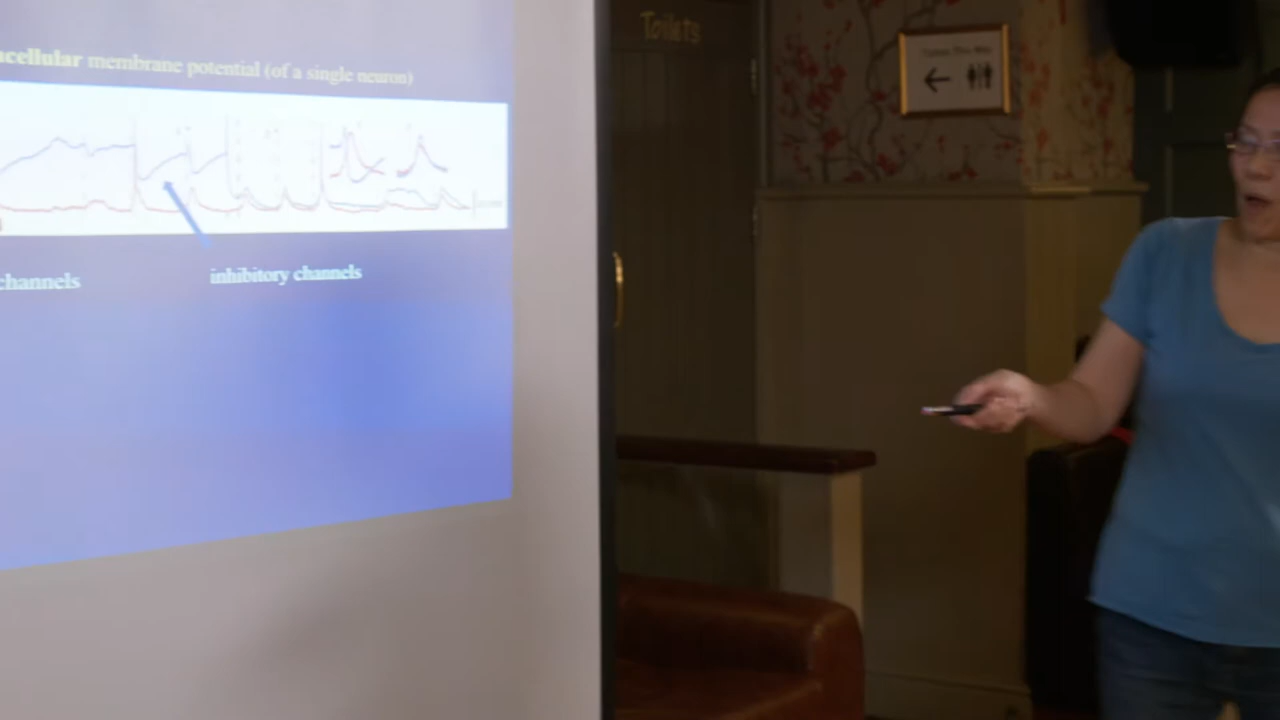 Toilets
acellular membrane potential (of a single neuron)
channels
inhibitory channels